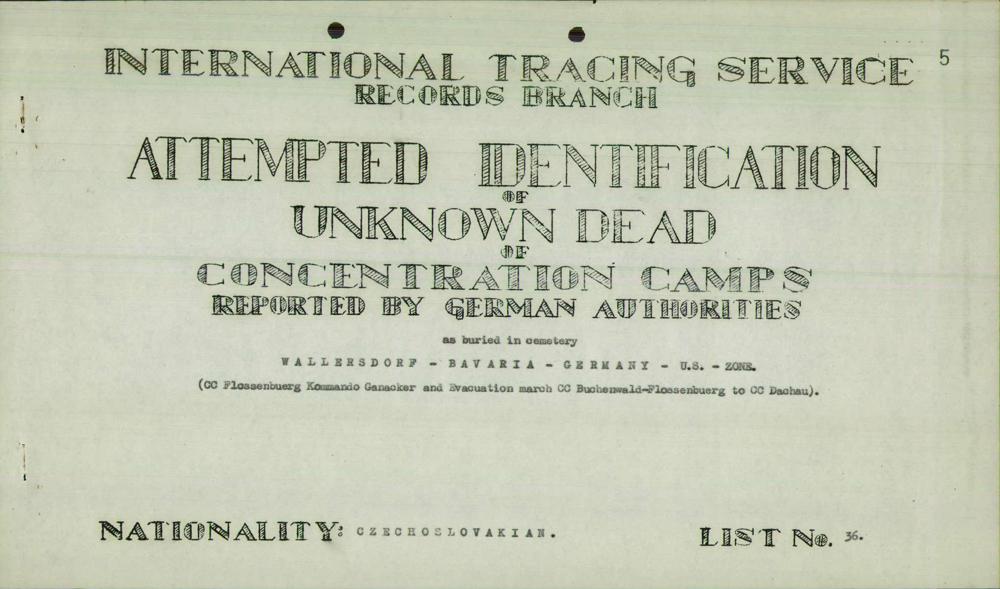 5
INTERNATIONAL TRACING SERVICE
RECORDS BRANCH
ATTEMPTED IDENTIFICATION
OF
UNKNOWN DEAD
OF
CONCENTRATION CAMPS
REPORTED BY GERMAN AUTHORITIES
as buried in cemetery
WALLERSDORF - BAVARIA - GERMANY - U.S. - ZONE.
(CC Flossenbuerg Kommando Ganacker and Evacuation march CC Buchenwald-Flossenbuerg to CC Dachau).
NATIONALITY: CZECHOSLOVAKIAN. LIST No. 36.